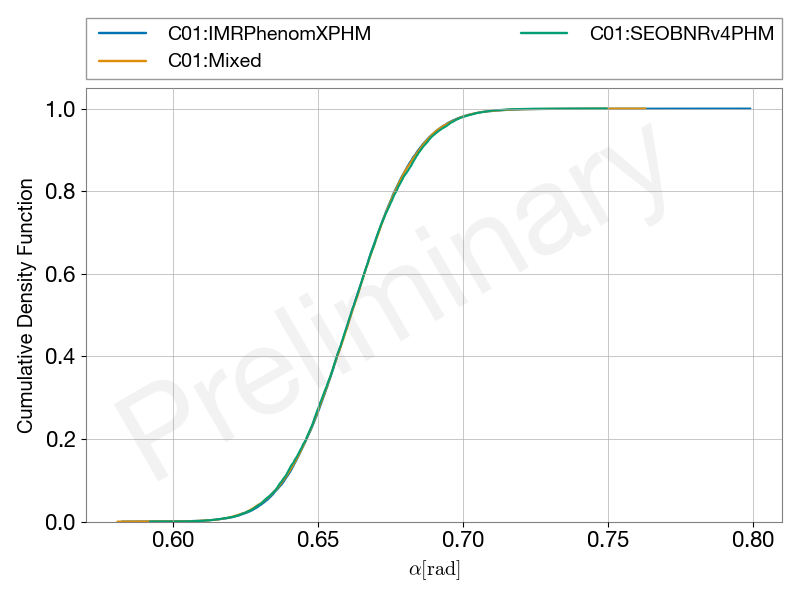 C01:IMRPhenomXPHM
C01:Mixed
C01:SEOBNRv4PHM
Cumulative Density Function
1.0
0.8
0.6
0.4
0.2
0.0
Preliminary
0.60 0.65 0.70 0.75 0.80
α[rad]